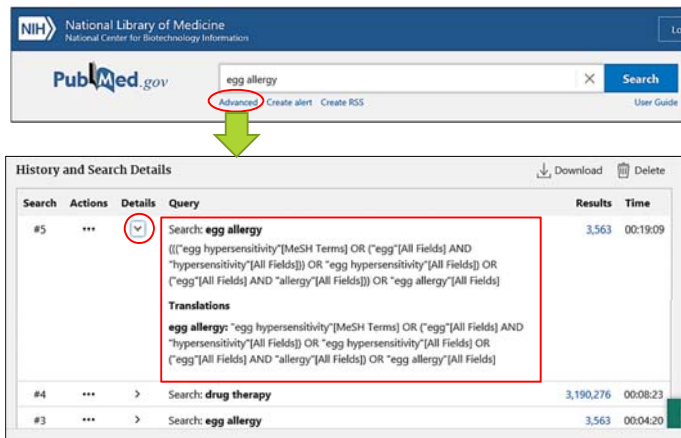 NIH
National Library of Medicine
National Center for Biotechnology Information
Lo
PubMed.gov
egg allergy
Search
Advanced Create alert Create RSS
User Guide
History and Search Details
Download Delete
Search Actions Details Query Results Time
#5 ••• Search: egg allergy 3,563 00:19:09
((("egg hypersensitivity"[MeSH Terms] OR ("egg"[All Fields] AND
"hypersensitivity"[All Fields])) OR "egg hypersensitivity"[All Fields]) OR
("egg"[All Fields] AND "allergy"[All Fields])) OR "egg allergy"[All Fields]
Translations
egg allergy: "egg hypersensitivity"[MeSH Terms] OR ("egg"[All Fields] AND
"hypersensitivity"[All Fields]) OR "egg hypersensitivity"[All Fields] OR
("egg"[All Fields] AND "allergy"[All Fields]) OR "egg allergy"[All Fields]
#4 ••• > Search: drug therapy 3,190,276 00:08:23
#3 ••• > Search: egg allergy 3,563 00:04:20